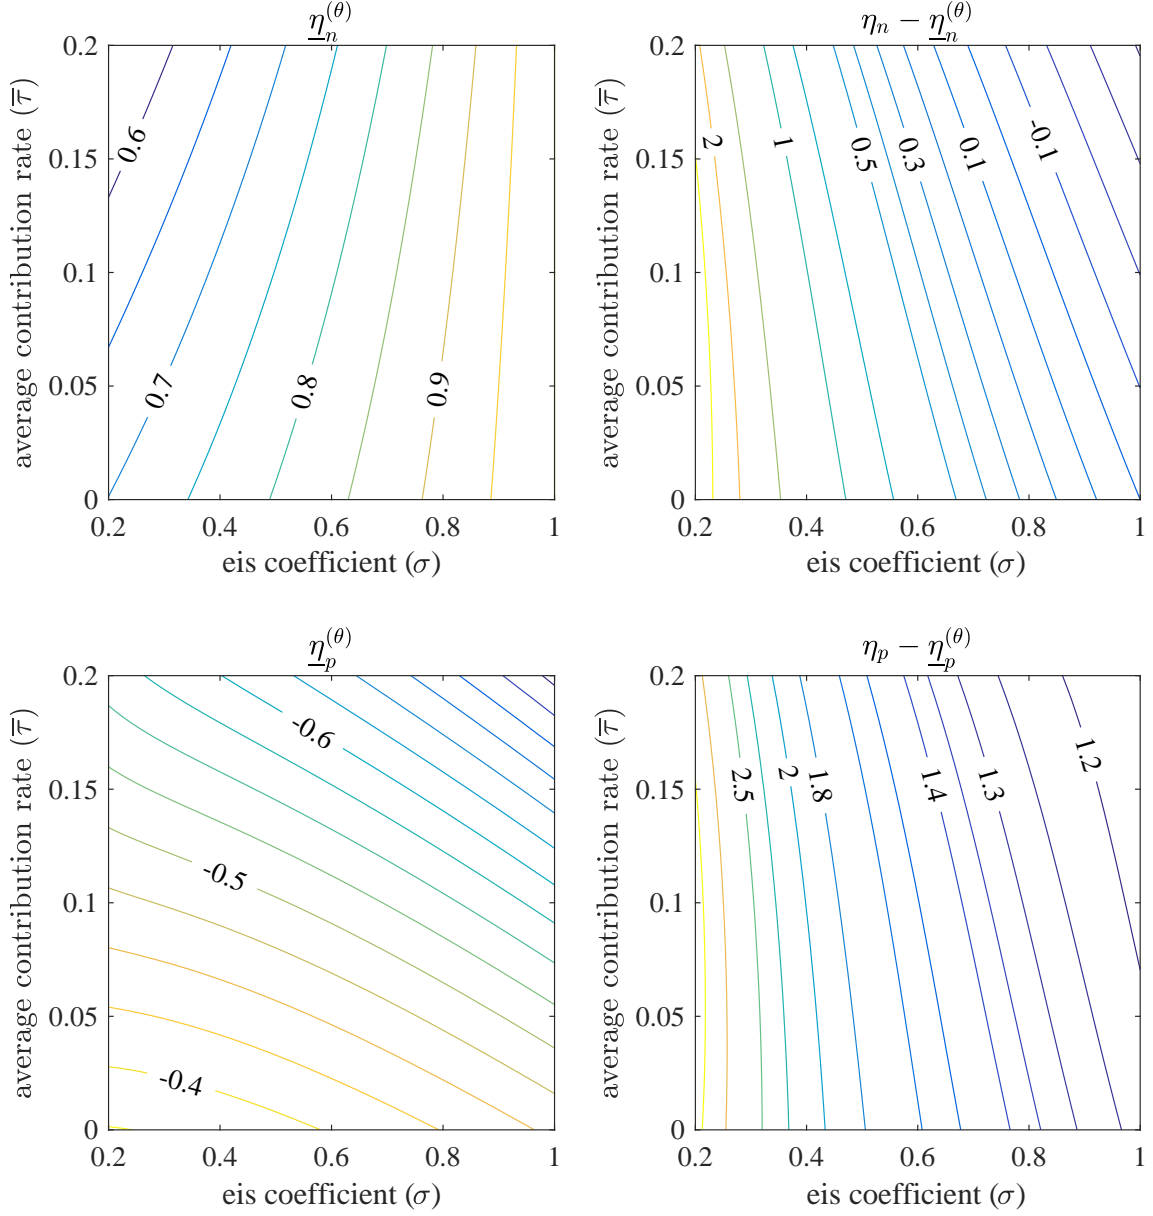 η_n^(θ)
0.2
0.15
0.1
0.05
0
average contribution rate (τ̅)
0.6
0.7
0.8
0.9
0.2 0.4 0.6 0.8 1
eis coefficient (σ)
η_n − η_n^(θ)
0.2
0.15
0.1
0.05
0
average contribution rate (τ̅)
2
1
0.5
0.3
0.1
-0.1
0.2 0.4 0.6 0.8 1
eis coefficient (σ)
η_p^(θ)
0.2
0.15
0.1
0.05
0
average contribution rate (τ̅)
-0.6
-0.5
-0.4
0.2 0.4 0.6 0.8 1
eis coefficient (σ)
η_p − η_p^(θ)
0.2
0.15
0.1
0.05
0
average contribution rate (τ̅)
2.5
2
1.8
1.4
1.3
1.2
0.2 0.4 0.6 0.8 1
eis coefficient (σ)